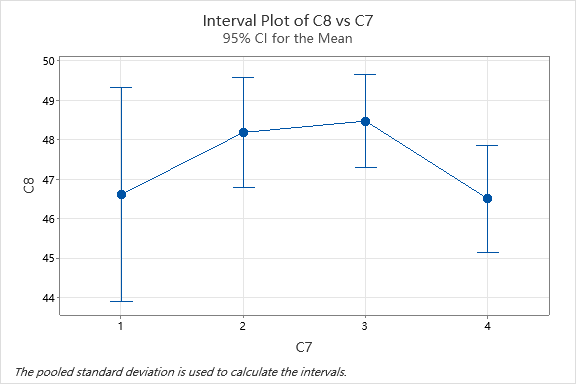 Interval Plot of C8 vs C7
95% CI for the Mean
50
49
48
47
46
45
44
C8
1 2 3 4
C7
The pooled standard deviation is used to calculate the intervals.